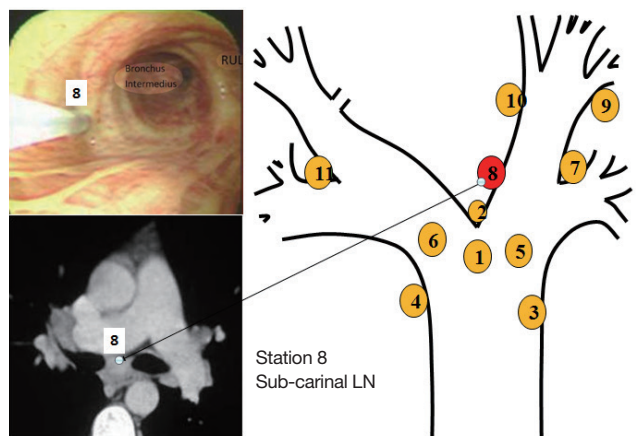 RUL
Bronchus
Intermedius
8
8
10
9
11
8
7
2
6
1
5
4
3
Station 8
Sub-carinal LN